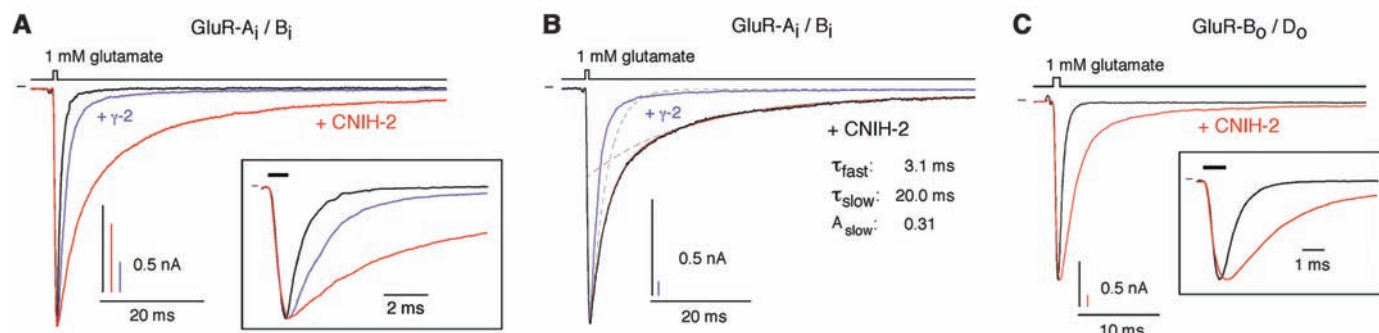 A
GluR-Ai / Bi
1 mM glutamate
+ γ-2
+ CNIH-2
0.5 nA
20 ms
2 ms
B
GluR-Ai / Bi
1 mM glutamate
+ γ-2
+ CNIH-2
τfast: 3.1 ms
τslow: 20.0 ms
Aslow: 0.31
0.5 nA
20 ms
C
GluR-Bo / Do
1 mM glutamate
+ CNIH-2
0.5 nA
10 ms
1 ms